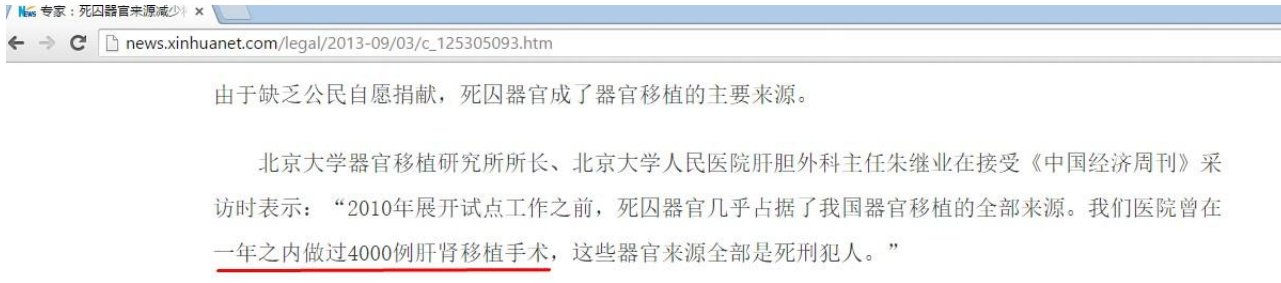 专家：死囚器官来源减少
news.xinhuanet.com/legal/2013-09/03/c_125305093.htm
由于缺乏公民自愿捐献，死囚器官成了器官移植的主要来源。
北京大学器官移植研究所所长、北京大学人民医院肝胆外科主任朱继业在接受《中国经济周刊》采
访时表示：“2010年展开试点工作之前，死囚器官几乎占据了我国器官移植的全部来源。我们医院曾在
一年之内做过4000例肝肾移植手术，这些器官来源全部是死刑犯人。”